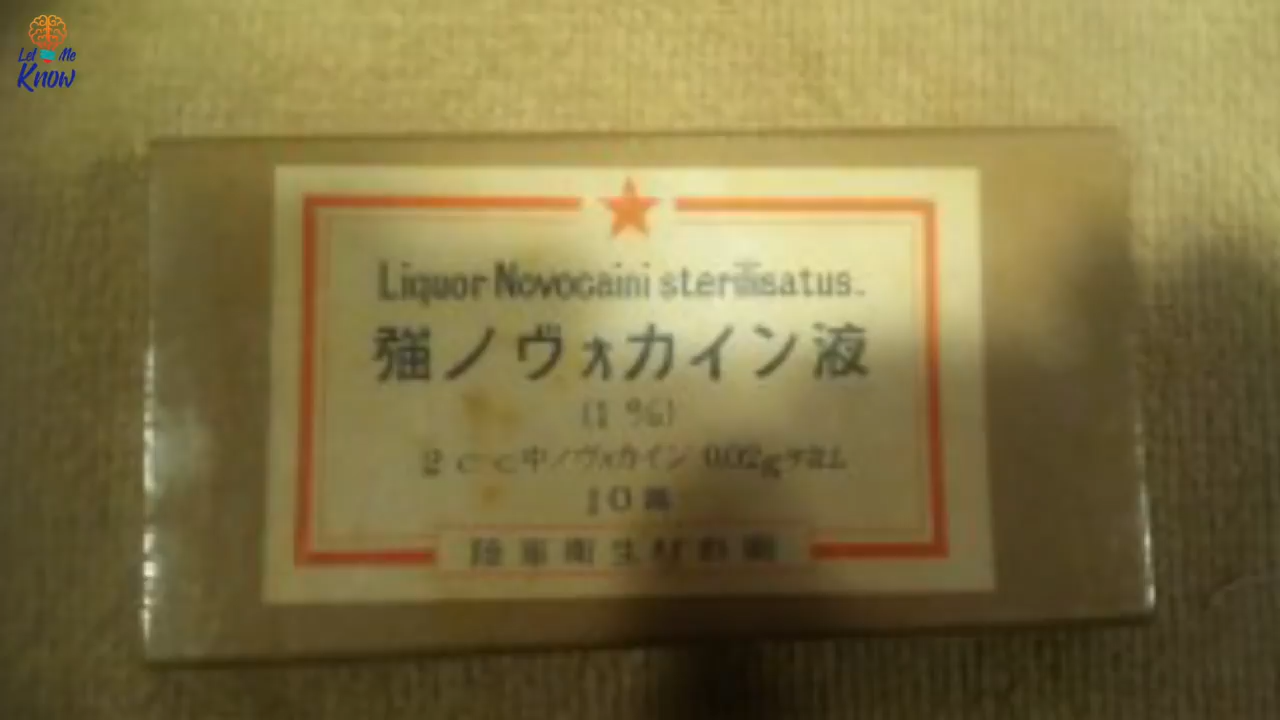 Let Me
Know
Liquor Novocaini sterilisatus.
ノヴォカイン液
(1 %)
2 c c中ノヴォカイン 0.02gヲ含ム
10
陸軍衛生材料廠